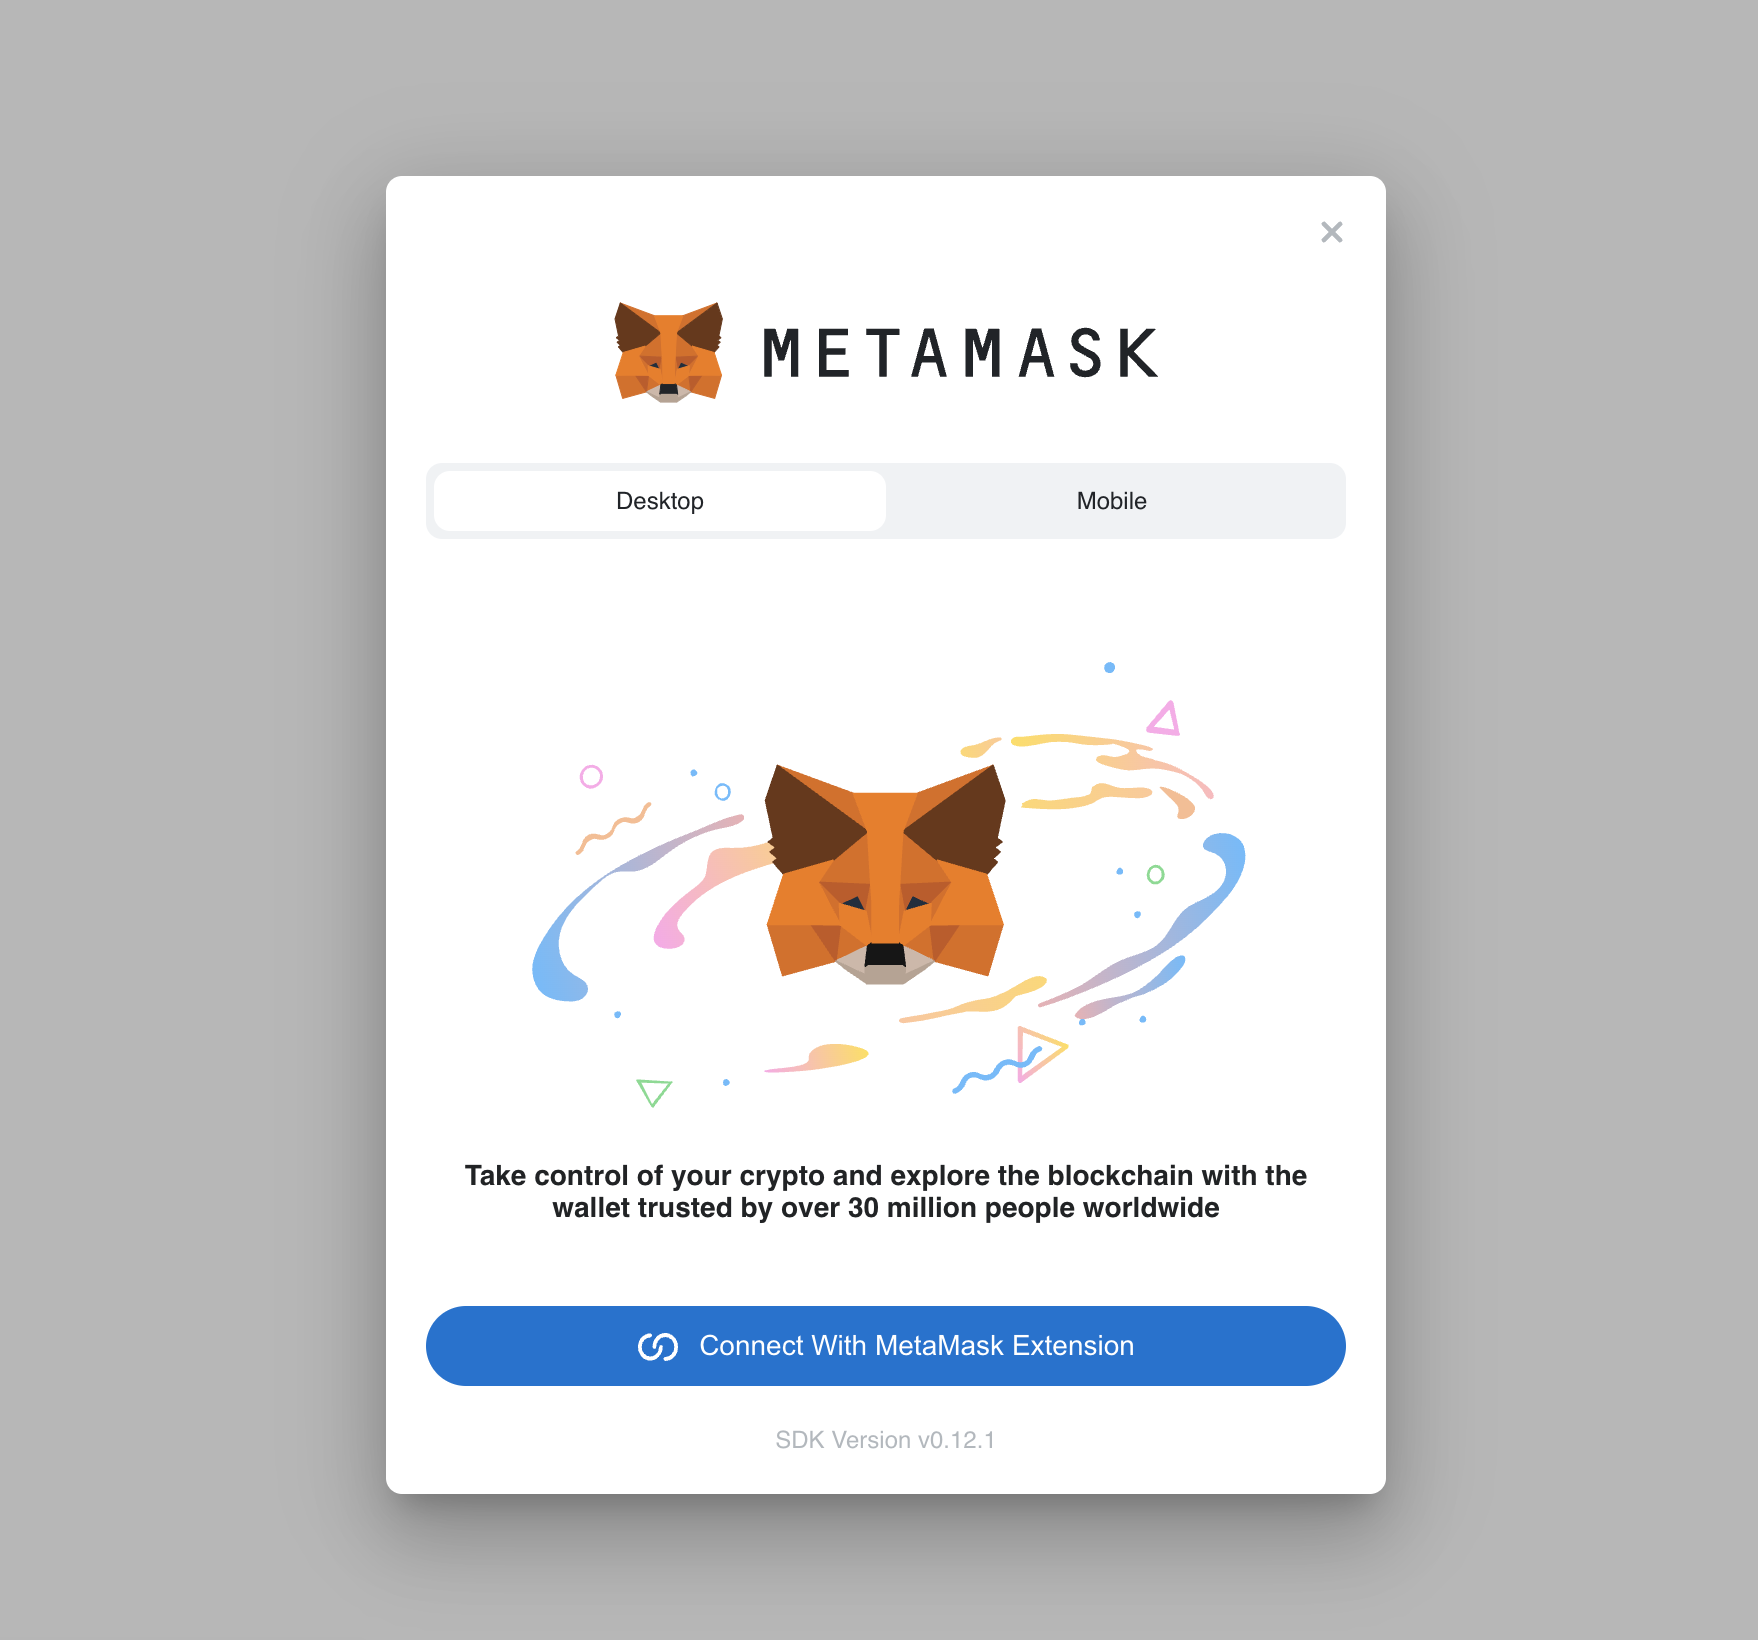 METAMASK
Desktop
Mobile
Take control of your crypto and explore the blockchain with the
wallet trusted by over 30 million people worldwide
Connect With MetaMask Extension
SDK Version v0.12.1